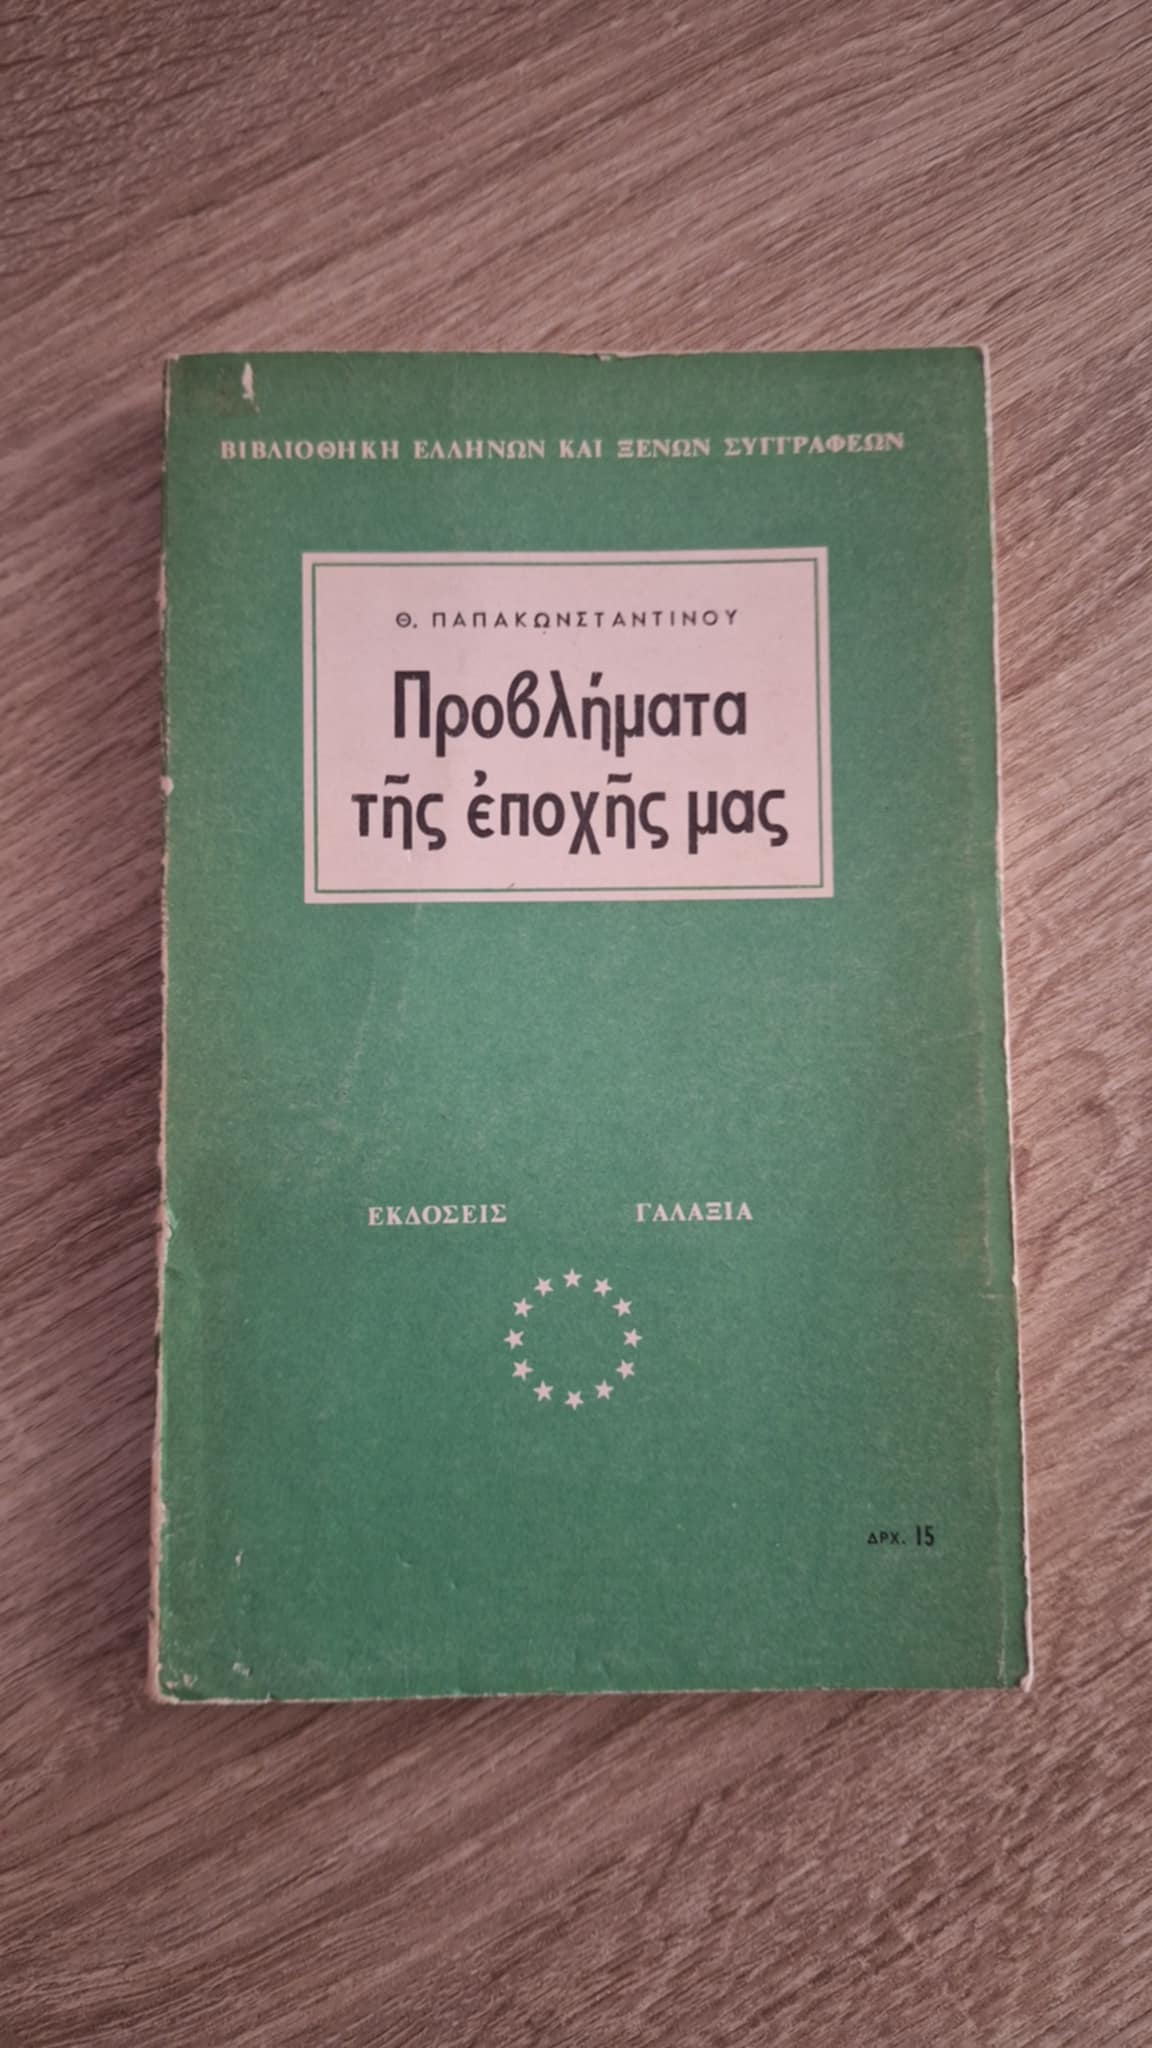 ΒΙΒΛΙΟΘΗΚΗ ΕΛΛΗΝΩΝ ΚΑΙ ΞΕΝΩΝ ΣΥΓΓΡΑΦΕΩΝ
Θ. ΠΑΠΑΚΩΝΣΤΑΝΤΙΝΟΥ
Προβλήματα
τῆς ἐποχῆς μας
ΕΚΔΟΣΕΙΣ ΓΑΛΑΞΙΑ
ΔΡΧ. 15